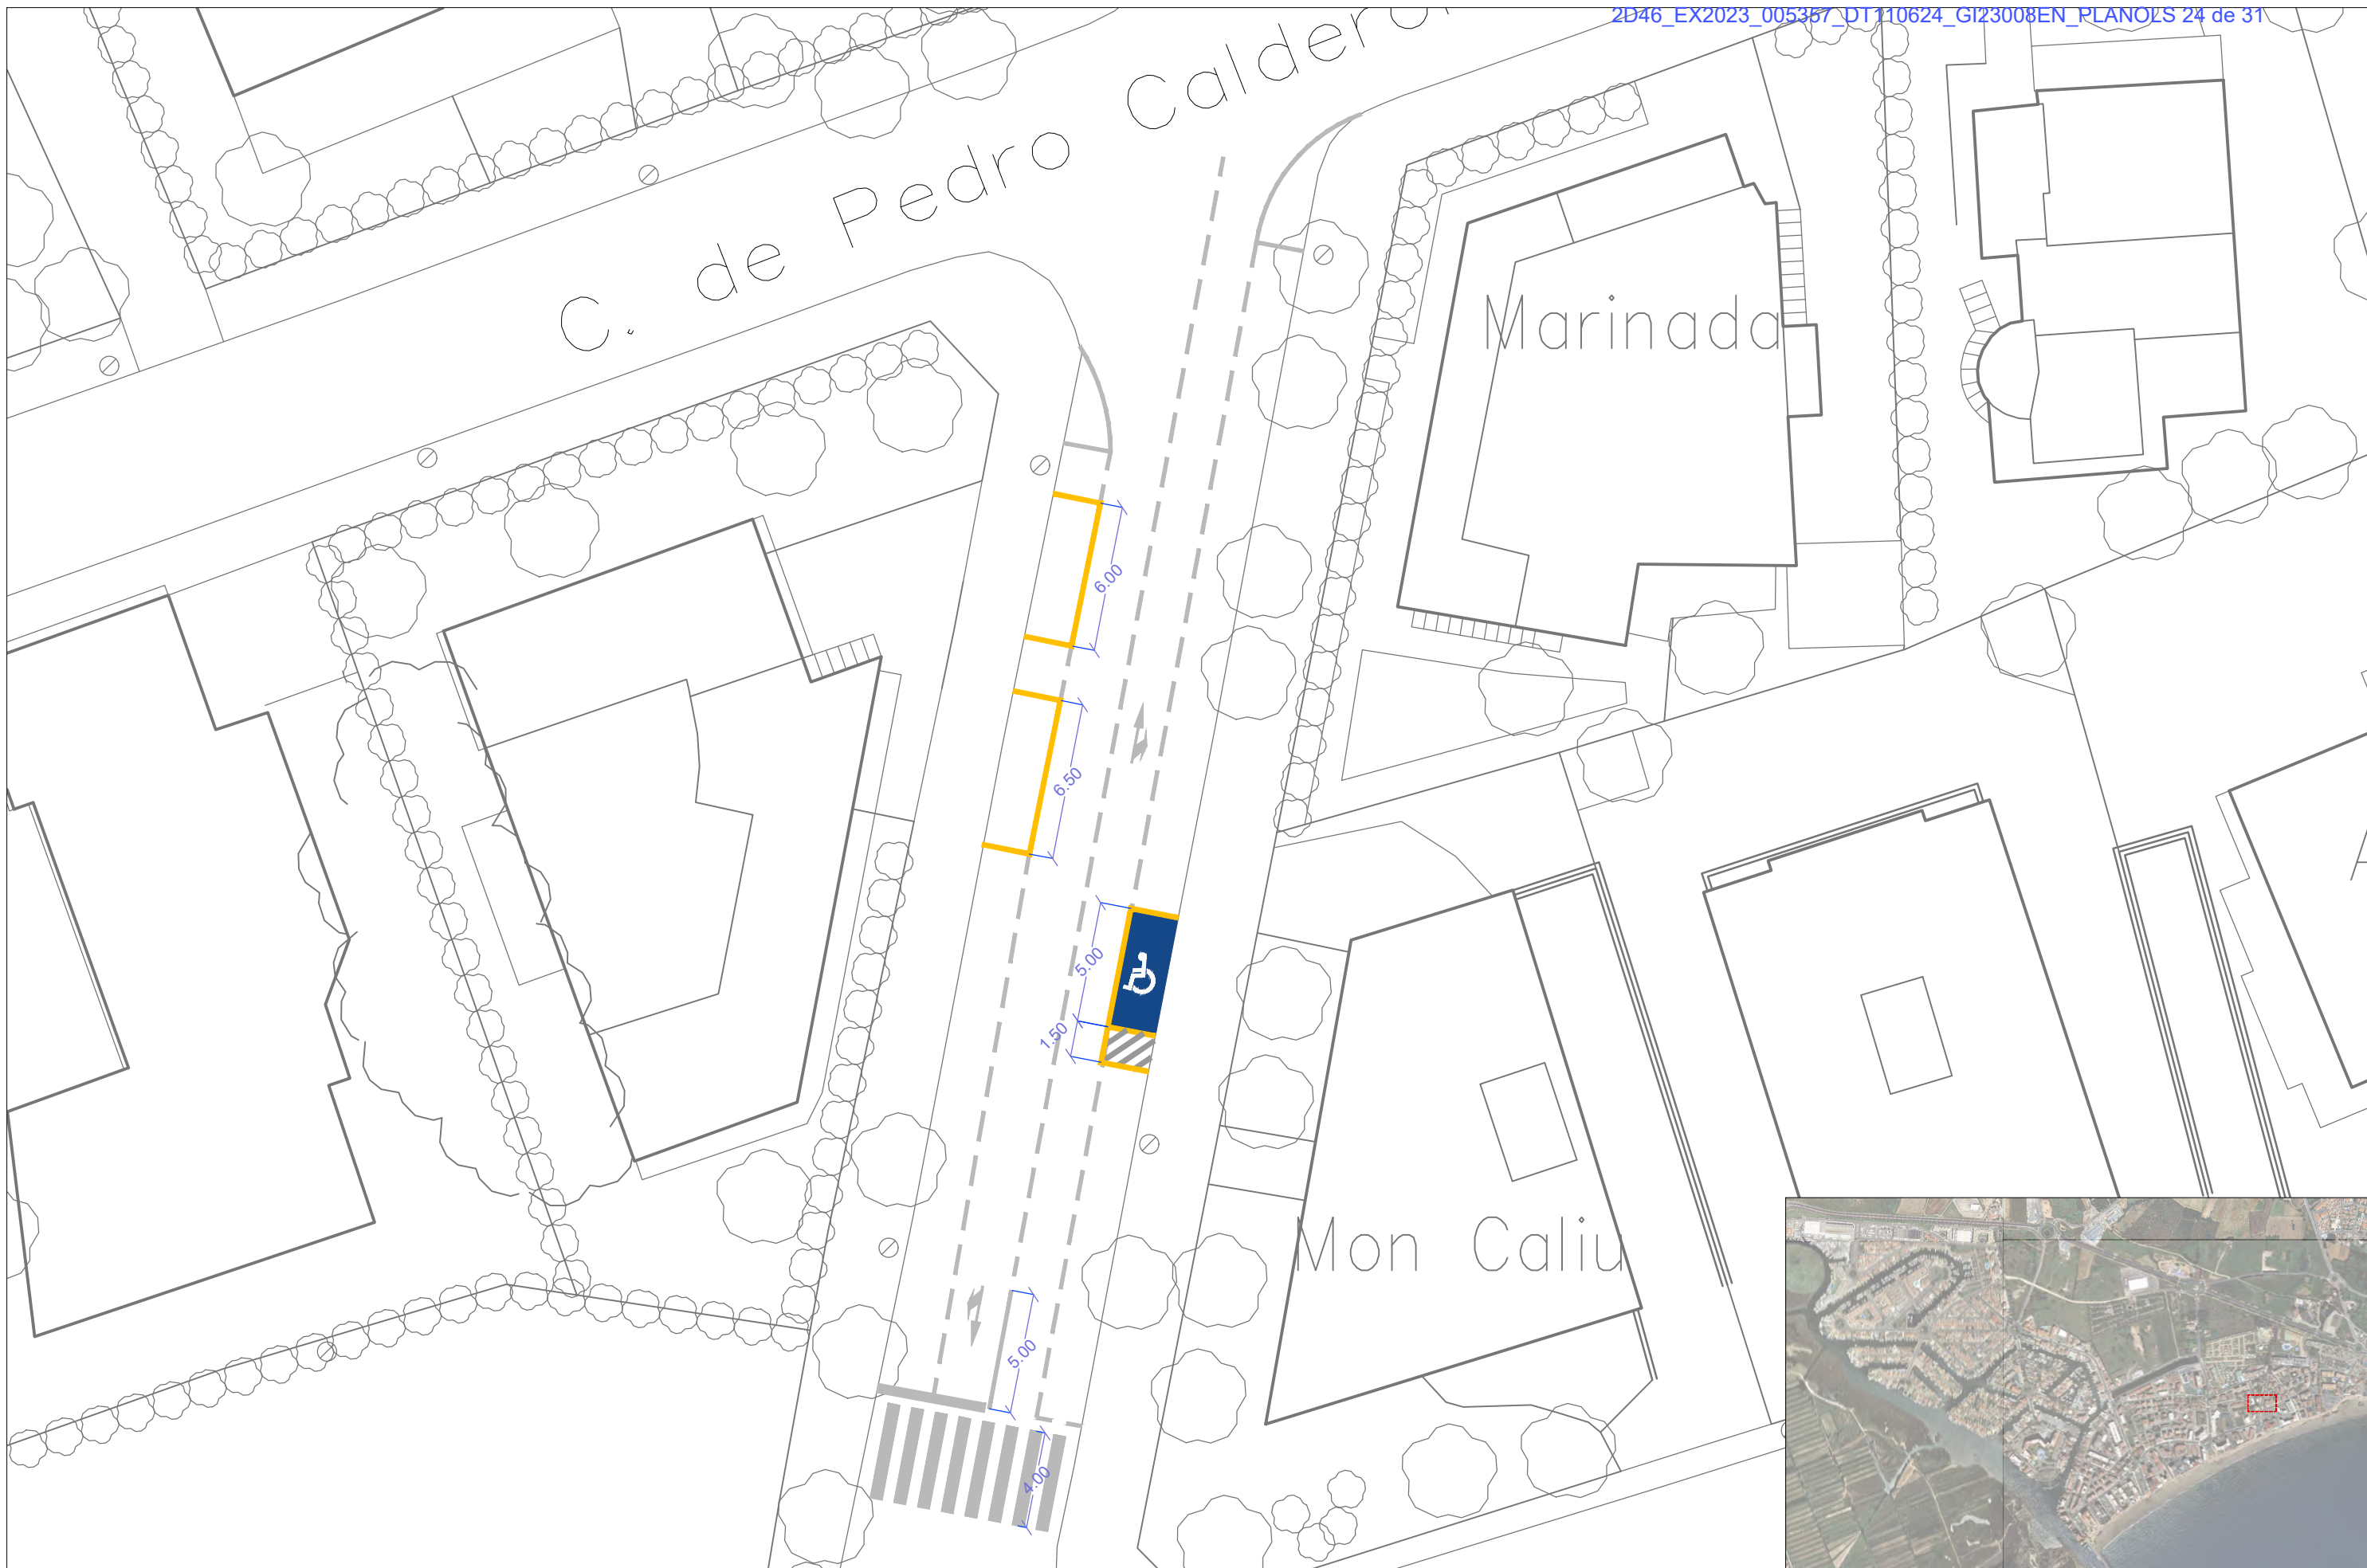 2D46_EX2023_005357_DT110624_GI23008EN_PLANOLS 24 de 31
C. de Pedro
Marinada
6.00
6.50
5.00
1.50
Mon Caliu
5.00
4.00